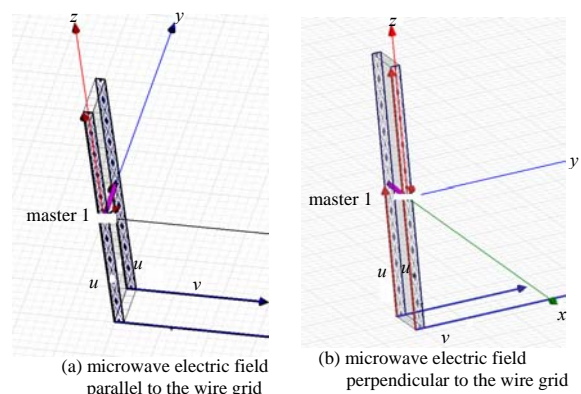 z
y
master 1
u
u
v
(a) microwave electric field
parallel to the wire grid
z
y
master 1
u
u
x
v
(b) microwave electric field
perpendicular to the wire grid